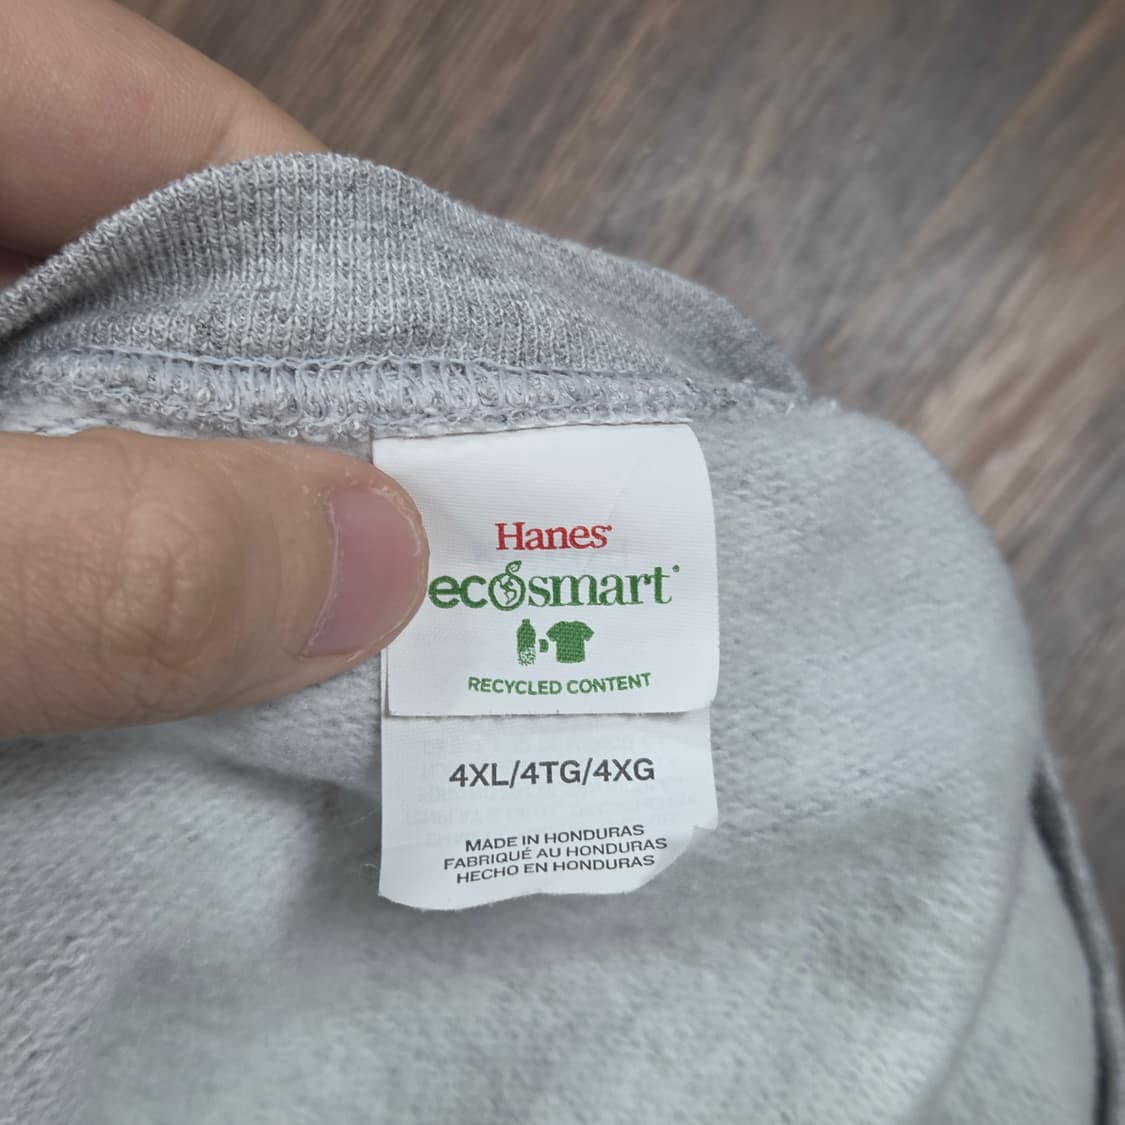 Hanes
ecosmart
RECYCLED CONTENT
4XL/4TG/4XG
MADE IN HONDURAS
FABRIQUÉ AU HONDURAS
HECHO EN HONDURAS